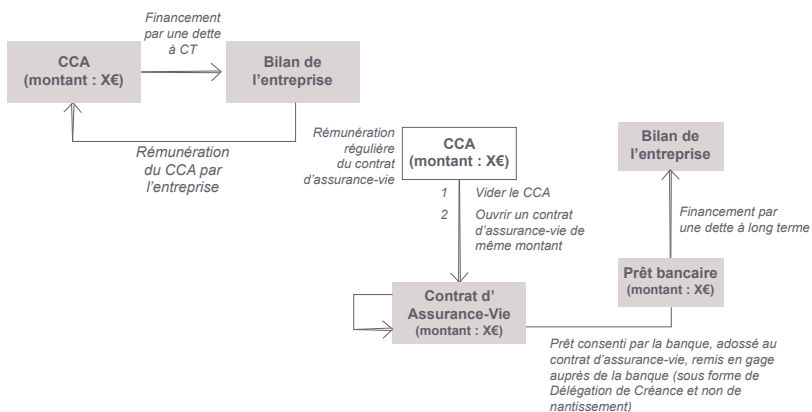 Financement
par une dette
à CT
CCA
(montant : X€)
Bilan de
l'entreprise
Rémunération
du CCA par
l'entreprise
Rémunération
régulière
du contrat
d'assurance-vie
CCA
(montant : X€)
1 Vider le CCA
2 Ouvrir un contrat
d'assurance-vie de
même montant
Bilan de
l'entreprise
Financement par
une dette à long terme
Prêt bancaire
(montant : X€)
Contrat d'
Assurance-Vie
(montant : X€)
Prêt consenti par la banque, adossé au
contrat d'assurance-vie, remis en gage
auprès de la banque (sous forme de
Délégation de Créance et non de
nantissement)